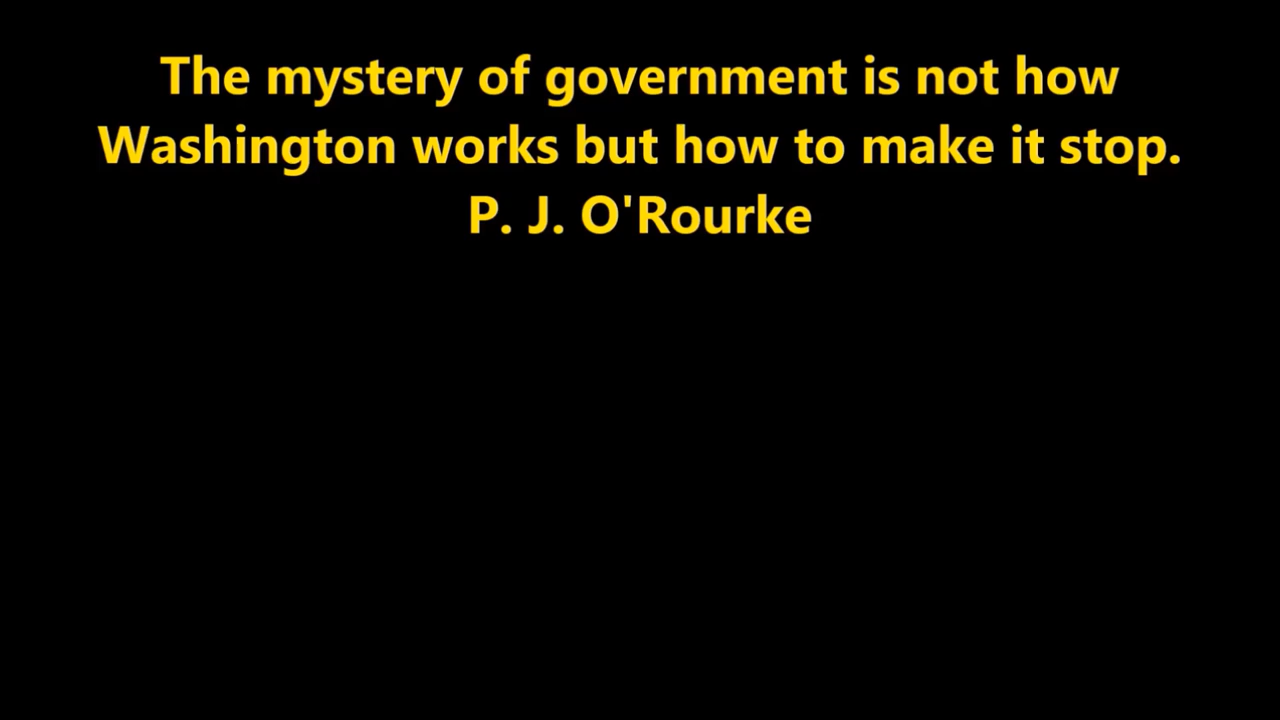 The mystery of government is not how
Washington works but how to make it stop.
P. J. O'Rourke